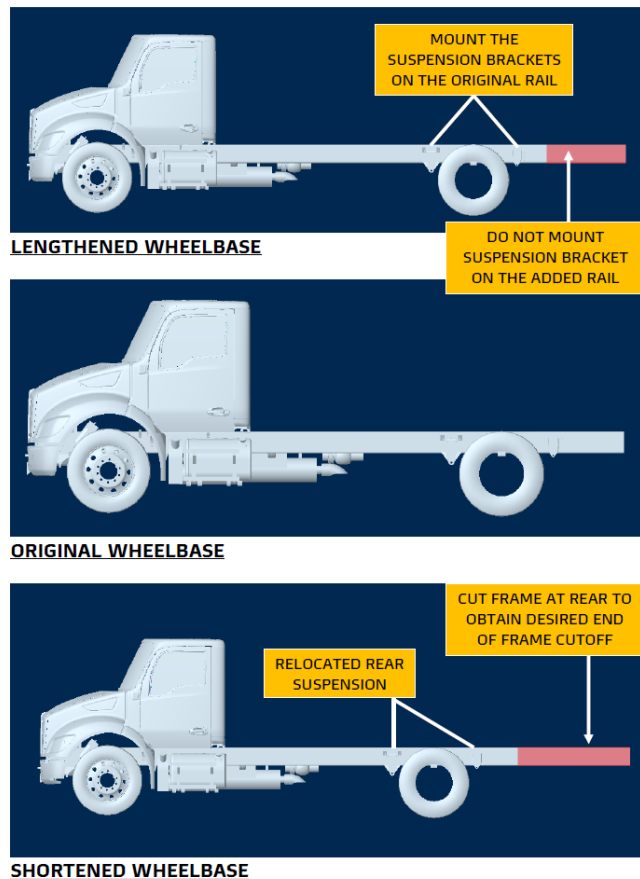 MOUNT THE
SUSPENSION BRACKETS
ON THE ORIGINAL RAIL
LENGTHENED WHEELBASE
DO NOT MOUNT
SUSPENSION BRACKET
ON THE ADDED RAIL
ORIGINAL WHEELBASE
CUT FRAME AT REAR TO
OBTAIN DESIRED END
OF FRAME CUTOFF
RELOCATED REAR
SUSPENSION
SHORTENED WHEELBASE